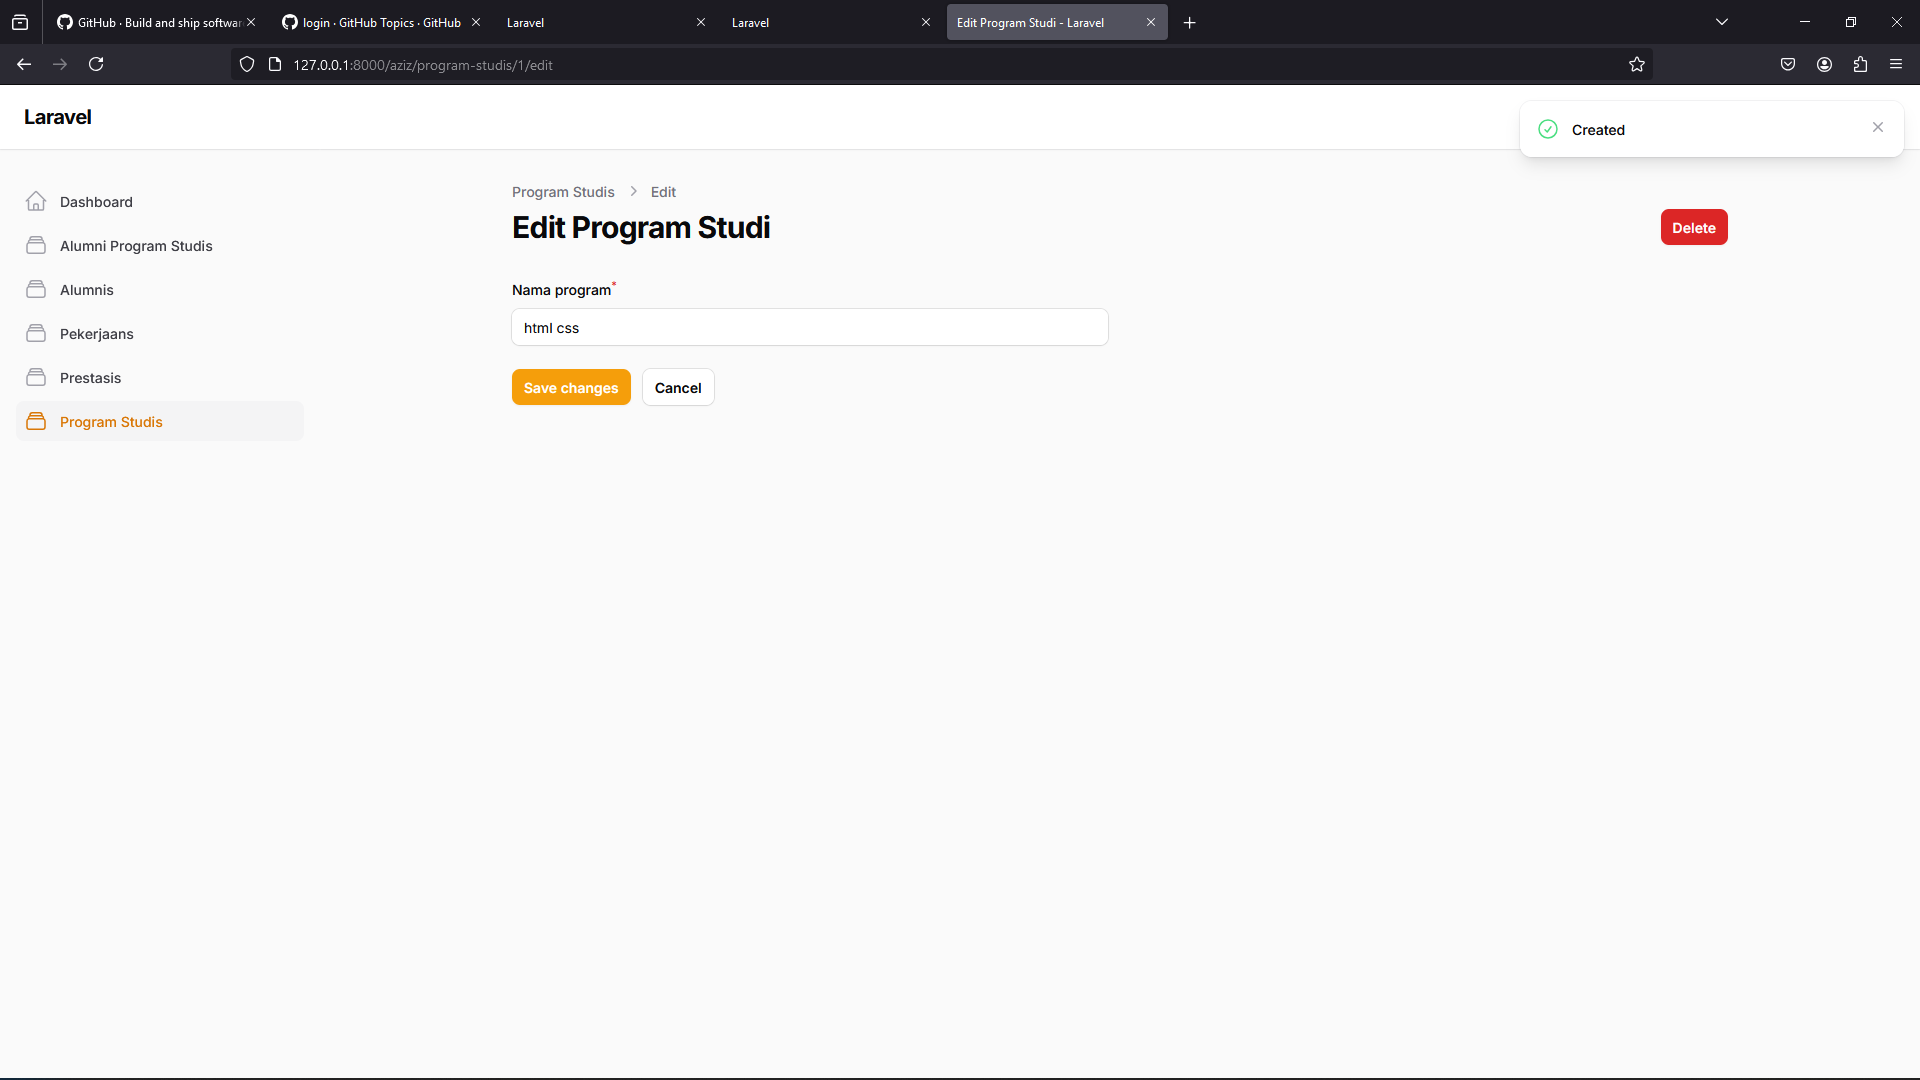 GitHub · Build and ship softwar
login · GitHub Topics · GitHub
Laravel
Laravel
Edit Program Studi - Laravel
127.0.0.1:8000/aziz/program-studis/1/edit
Laravel
Created
Dashboard
Alumni Program Studis
Alumnis
Pekerjaans
Prestasis
Program Studis
Program Studis > Edit
Edit Program Studi
Delete
Nama program*
html css
Save changes
Cancel